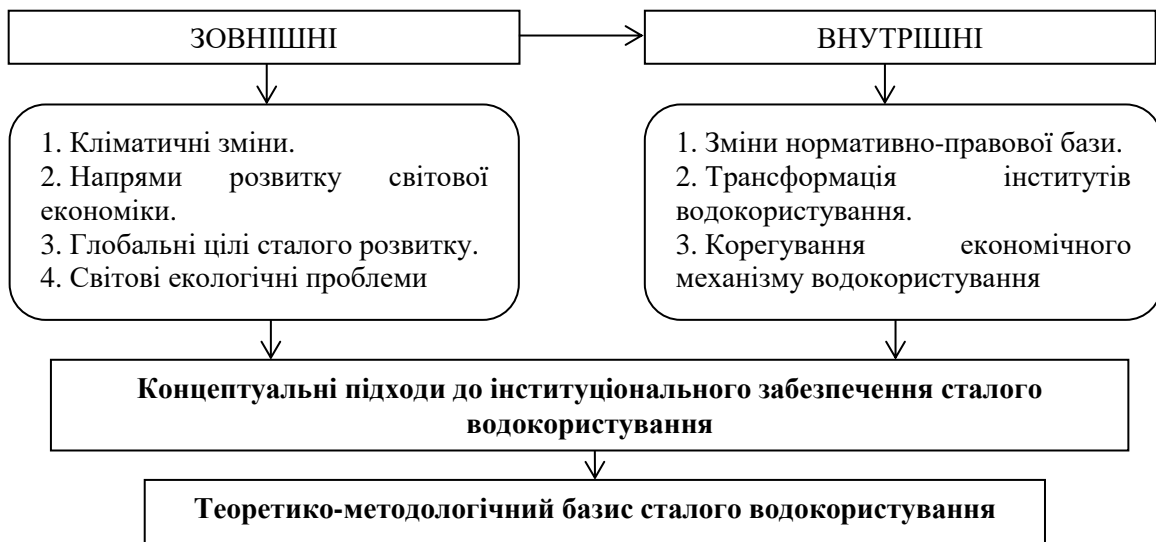 ЗОВНІШНІ
ВНУТРІШНІ
1. Кліматичні зміни.
2. Напрями розвитку світової
економіки.
3. Глобальні цілі сталого розвитку.
4. Світові екологічні проблеми
1. Зміни нормативно-правової бази.
2. Трансформація інститутів
водокористування.
3. Корегування економічного
механізму водокористування
Концептуальні підходи до інституціонального забезпечення сталого
водокористування
Теоретико-методологічний базис сталого водокористування